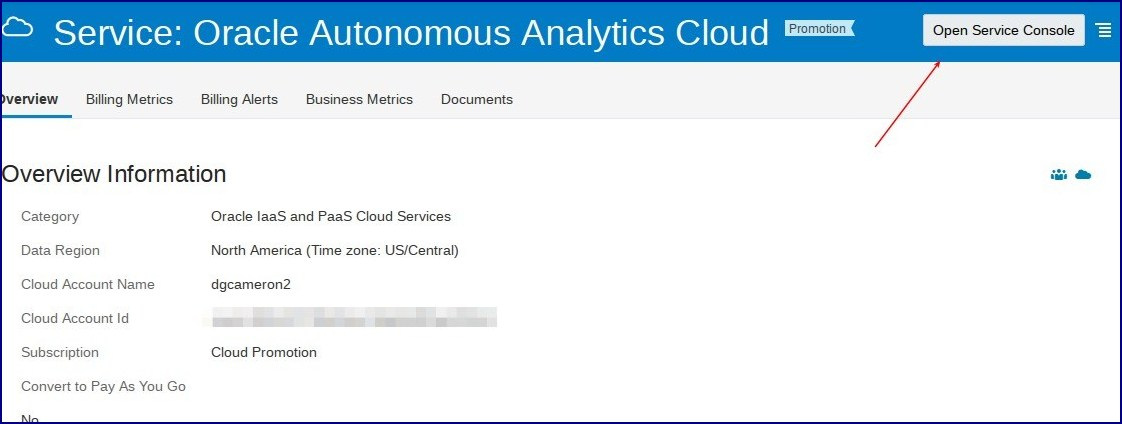 Service: Oracle Autonomous Analytics Cloud Promotion Open Service Console
Overview Billing Metrics Billing Alerts Business Metrics Documents
Overview Information
Category Oracle IaaS and PaaS Cloud Services
Data Region North America (Time zone: US/Central)
Cloud Account Name dgcameron2
Cloud Account Id
Subscription Cloud Promotion
Convert to Pay As You Go
No